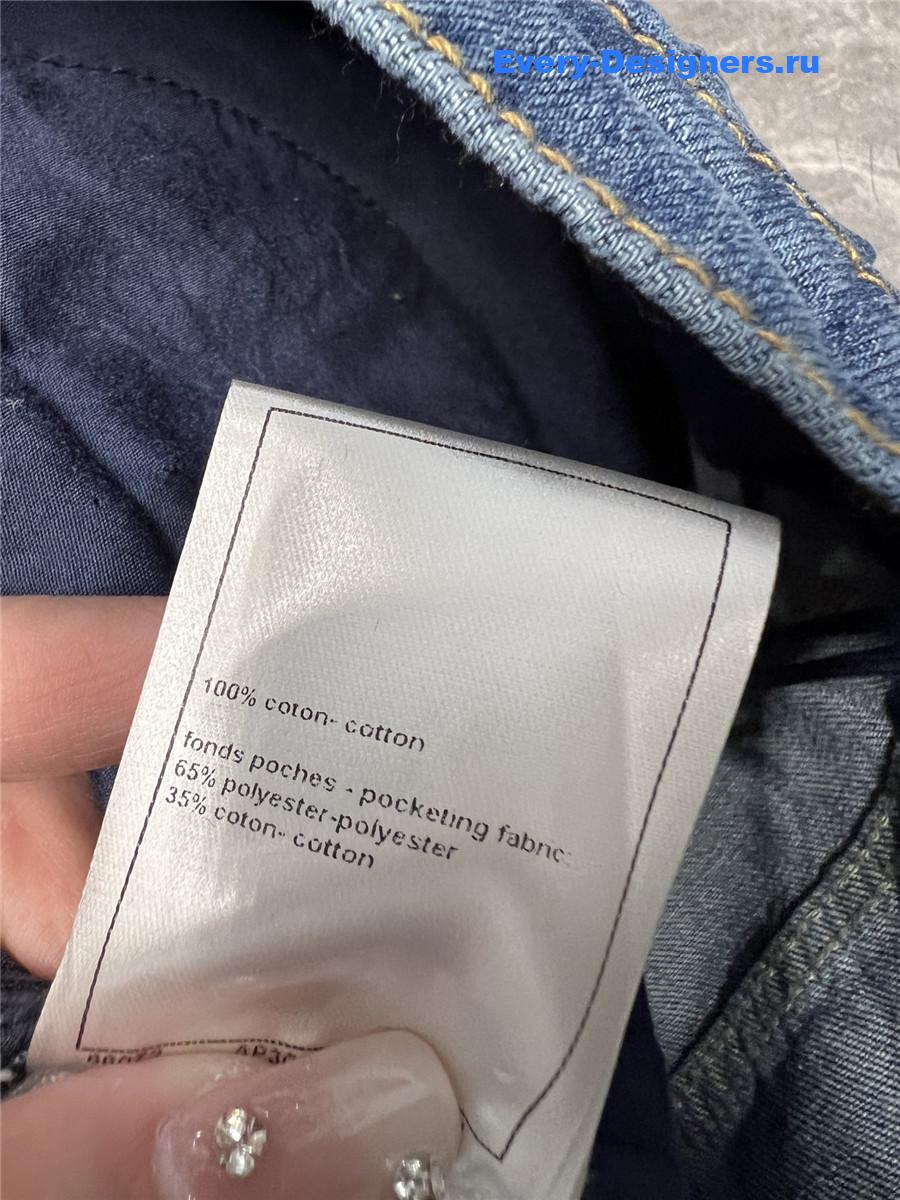 Every-Designers.ru
100% coton- cotton
fonds poches - pocketing fabric:
65% polyester-polyester
35% coton- cotton